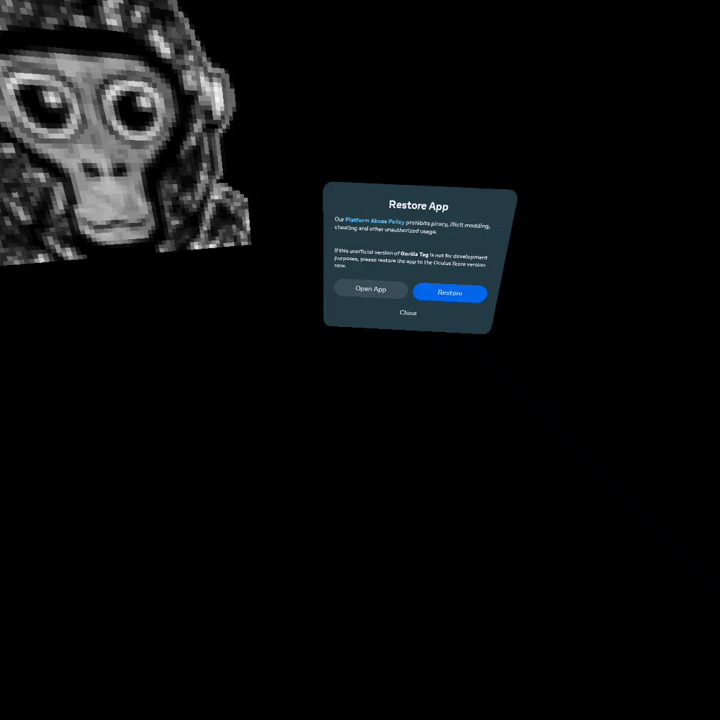 Restore App
Our Platform Abuse Policy prohibits piracy, illicit modding,
cheating and other unauthorized usage.
If this unofficial version of Gorilla Tag is not for development
purposes, please restore the app to the Oculus Store version
now.
Open App
Restore
Close